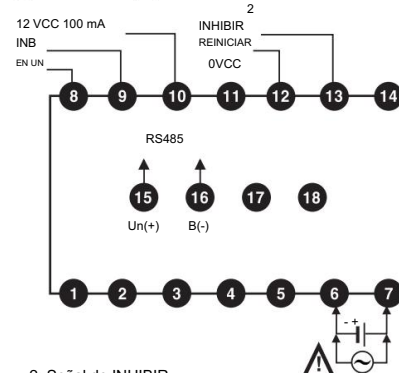 2
12 VCC 100 mA
INHIBIR
INB
REINICIAR
EN UN
0VCC
8 9 10 11 12 13 14
RS485
15 16 17 18
Un(+) B(-)
1 2 3 4 5 6 7
- +